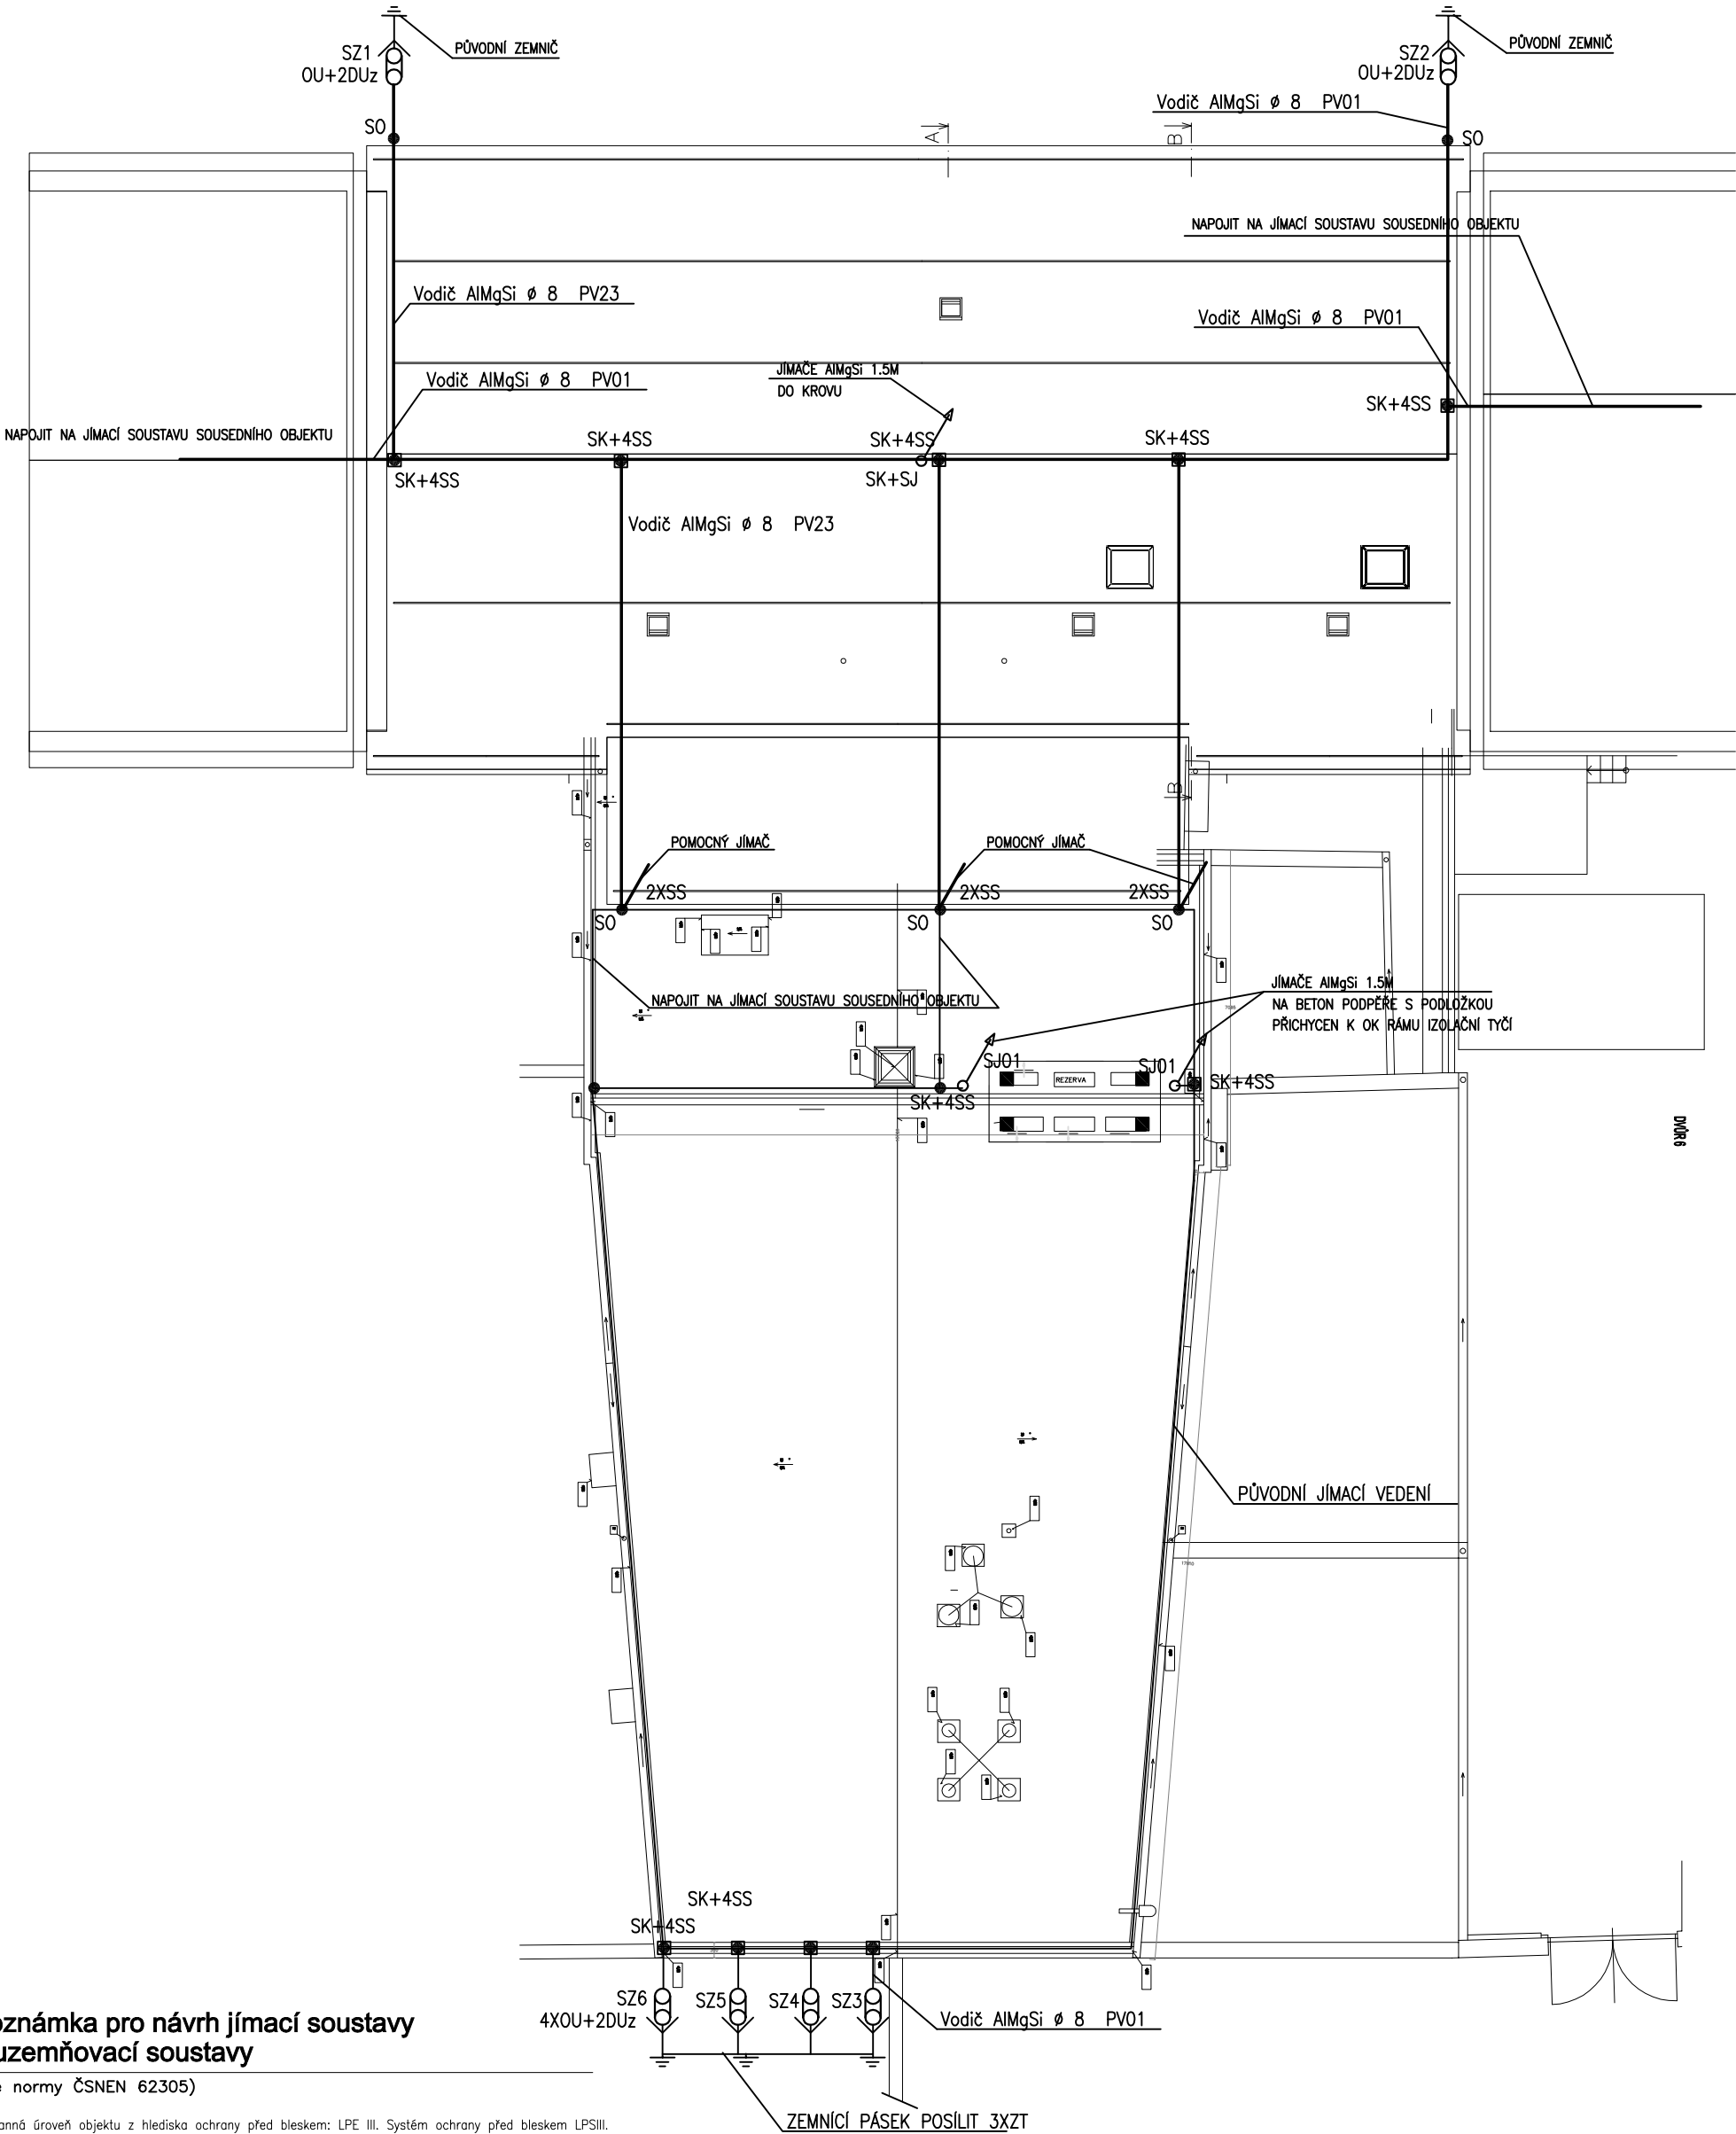 PŮVODNÍ ZEMNIČ
SZ1
OU+2DUz
SO
PŮVODNÍ ZEMNIČ
SZ2
OU+2DUz
Vodič AlMgSi ø 8 PV01
SO
A
B
NAPOJIT NA JÍMACÍ SOUSTAVU SOUSEDNÍHO OBJEKTU
Vodič AlMgSi ø 8 PV23
Vodič AlMgSi ø 8 PV01
JÍMAČE AlMgSi 1.5M
DO KROVU
Vodič AlMgSi ø 8 PV01
SK+4SS
NAPOJIT NA JÍMACÍ SOUSTAVU SOUSEDNÍHO OBJEKTU
SK+4SS
SK+4SS
SK+4SS
SK+4SS
SK+SJ
Vodič AlMgSi ø 8 PV23
B
POMOCNÝ JÍMAČ
POMOCNÝ JÍMAČ
2XSS
2XSS
2XSS
SO
SO
SO
NAPOJIT NA JÍMACÍ SOUSTAVU SOUSEDNÍHO OBJEKTU
JÍMAČE AlMgSi 1.5M
NA BETON PODPĚŘE S PODLOŽKOU
PŘICHYCEN K OK RÁMU IZOLAČNÍ TYČÍ
SJ01
SJ01
REZERVA
SK+4SS
SK+4SS
DVŮR 6
PŮVODNÍ JÍMACÍ VEDENÍ
SK+4SS
SK+4SS
SZ6
SZ5
SZ4
SZ3
4XOU+2DUz
Vodič AlMgSi ø 8 PV01
ZEMNÍCÍ PÁSEK POSÍLIT 3XZT
oznámka pro návrh jímací soustavy
uzemňovací soustavy
normy ČSNEN 62305)
anná úroveň objektu z hlediska ochrany před bleskem: LPE III. Systém ochrany před bleskem LPSIII.